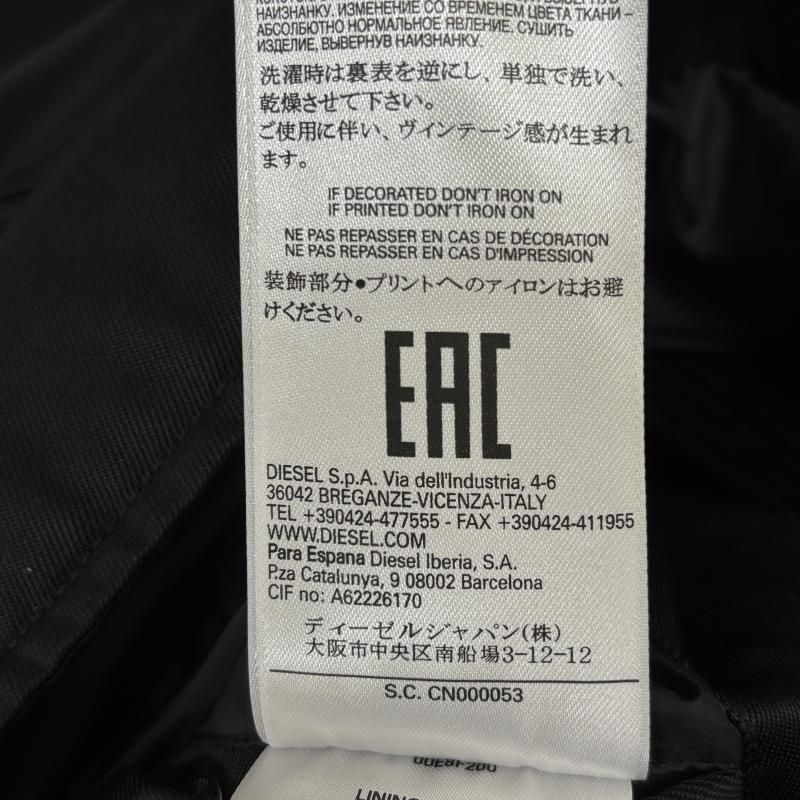 НАИЗНАНКУ. ИЗМЕНЕНИЕ СО ВРЕМЕНЕМ ЦВЕТА ТКАНИ –
АБСОЛЮТНО НОРМАЛЬНОЕ ЯВЛЕНИЕ. СУШИТЬ
ИЗДЕЛИЕ, ВЫВЕРНУВ НАИЗНАНКУ.
洗濯時は裏表を逆にし、単独で洗い、
乾燥させて下さい。
ご使用に伴い、ヴィンテージ感が生まれ
ます。
IF DECORATED DON'T IRON ON
IF PRINTED DON'T IRON ON
NE PAS REPASSER EN CAS DE DÉCORATION
NE PAS REPASSER EN CAS D'IMPRESSION
装飾部分●プリントへのアイロンはお避
けください。
EAC
DIESEL S.p.A. Via dell'Industria, 4-6
36042 BREGANZE-VICENZA-ITALY
TEL +390424-477555 - FAX +390424-411955
WWW.DIESEL.COM
Para Espana Diesel Iberia, S.A.
P.za Catalunya, 9 08002 Barcelona
CIF no: A62226170
ディーゼルジャパン(株)
大阪市中央区南船場3-12-12
S.C. CN000053
LINING